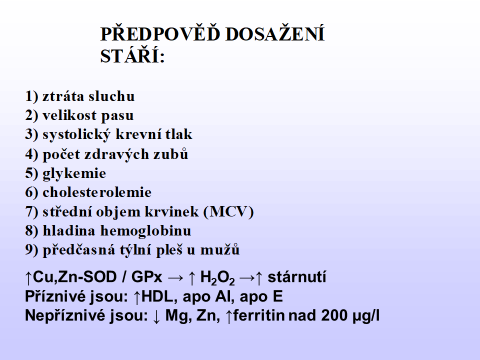 PŘEDPOVĚĎ DOSAŽENÍ
STÁŘÍ:
1) ztráta sluchu
2) velikost pasu
3) systolický krevní tlak
4) počet zdravých zubů
5) glykemie
6) cholesterolemie
7) střední objem krvinek (MCV)
8) hladina hemoglobinu
9) předčasná týlní pleš u mužů
↑Cu,Zn-SOD / GPx → ↑ H₂O₂ →↑ stárnutí
Příznivé jsou: ↑HDL, apo AI, apo E
Nepříznivé jsou: ↓ Mg, Zn, ↑ferritin nad 200 µg/l